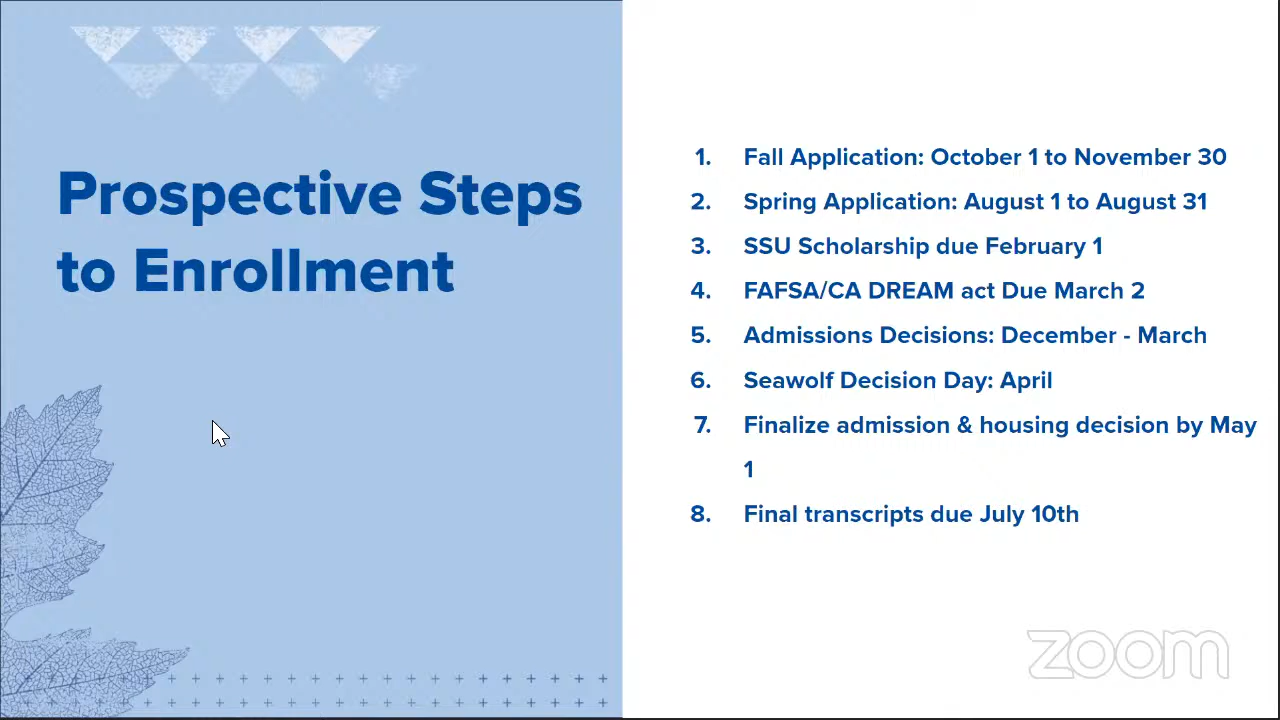 Prospective Steps
to Enrollment
1. Fall Application: October 1 to November 30
2. Spring Application: August 1 to August 31
3. SSU Scholarship due February 1
4. FAFSA/CA DREAM act Due March 2
5. Admissions Decisions: December - March
6. Seawolf Decision Day: April
7. Finalize admission & housing decision by May
1
8. Final transcripts due July 10th
zoom